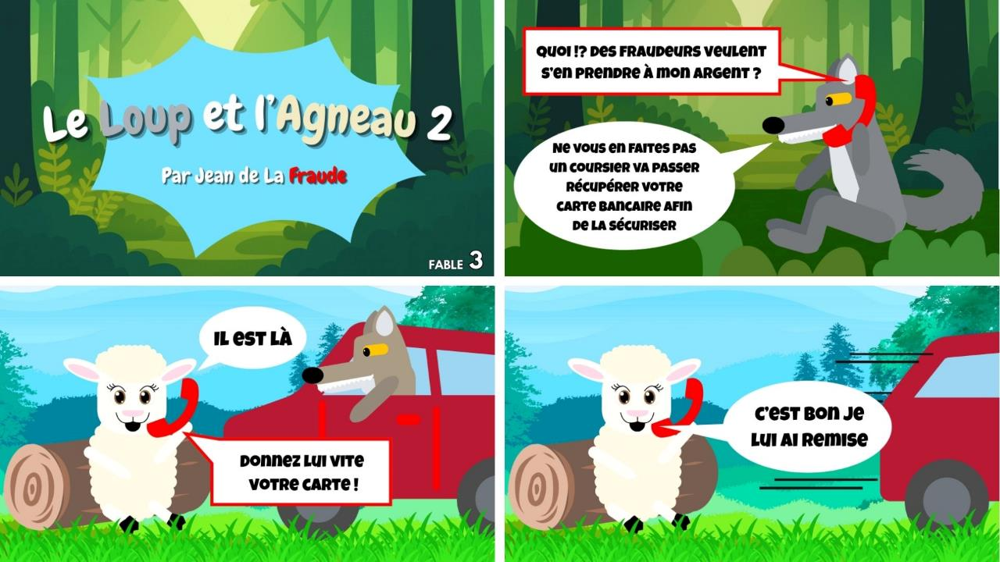 Le Loup et l'Agneau 2
Par Jean de La Fraude
FABLE 3
QUOI !? DES FRAUDEURS VEULENT
S'EN PRENDRE À MON ARGENT ?
NE VOUS EN FAITES PAS
UN COURSIER VA PASSER
RÉCUPÉRER VOTRE
CARTE BANCAIRE AFIN
DE LA SÉCURISER
IL EST LÀ
DONNEZ LUI VITE
VOTRE CARTE !
C'EST BON JE
LUI AI REMISE